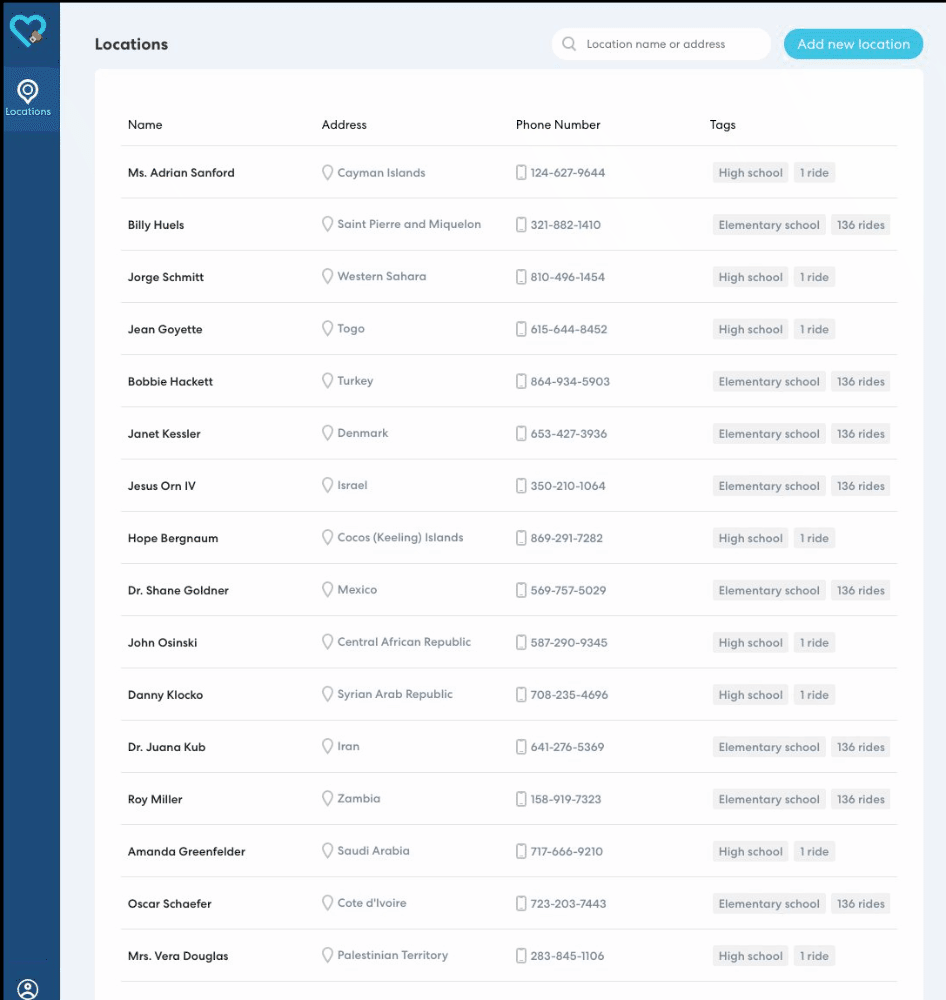 Locations
Location name or address
Add new location
Locations
Name Address Phone Number Tags
Ms. Adrian Sanford Cayman Islands 124-627-9644 High school 1 ride
Billy Huels Saint Pierre and Miquelon 321-882-1410 Elementary school 136 rides
Jorge Schmitt Western Sahara 810-496-1454 High school 1 ride
Jean Goyette Togo 615-644-8452 High school 1 ride
Bobbie Hackett Turkey 864-934-5903 Elementary school 136 rides
Janet Kessler Denmark 653-427-3936 Elementary school 136 rides
Jesus Orn IV Israel 350-210-1064 Elementary school 136 rides
Hope Bergnaum Cocos (Keeling) Islands 869-291-7282 High school 1 ride
Dr. Shane Goldner Mexico 569-757-5029 Elementary school 136 rides
John Osinski Central African Republic 587-290-9345 High school 1 ride
Danny Klocko Syrian Arab Republic 708-235-4696 High school 1 ride
Dr. Juana Kub Iran 641-276-5369 Elementary school 136 rides
Roy Miller Zambia 158-919-7323 Elementary school 136 rides
Amanda Greenfelder Saudi Arabia 717-666-9210 High school 1 ride
Oscar Schaefer Cote d'Ivoire 723-203-7443 Elementary school 136 rides
Mrs. Vera Douglas Palestinian Territory 283-845-1106 High school 1 ride